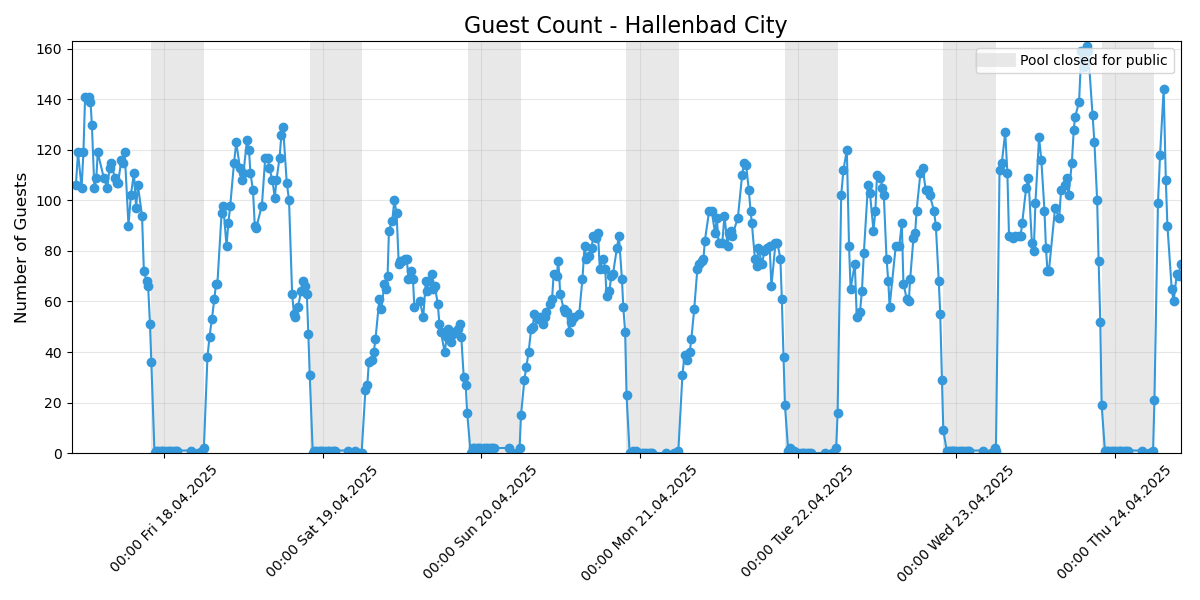 Guest Count - Hallenbad City
Pool closed for public
Number of Guests
160
140
120
100
80
60
40
20
0
00:00 Fri 18.04.2025
00:00 Sat 19.04.2025
00:00 Sun 20.04.2025
00:00 Mon 21.04.2025
00:00 Tue 22.04.2025
00:00 Wed 23.04.2025
00:00 Thu 24.04.2025